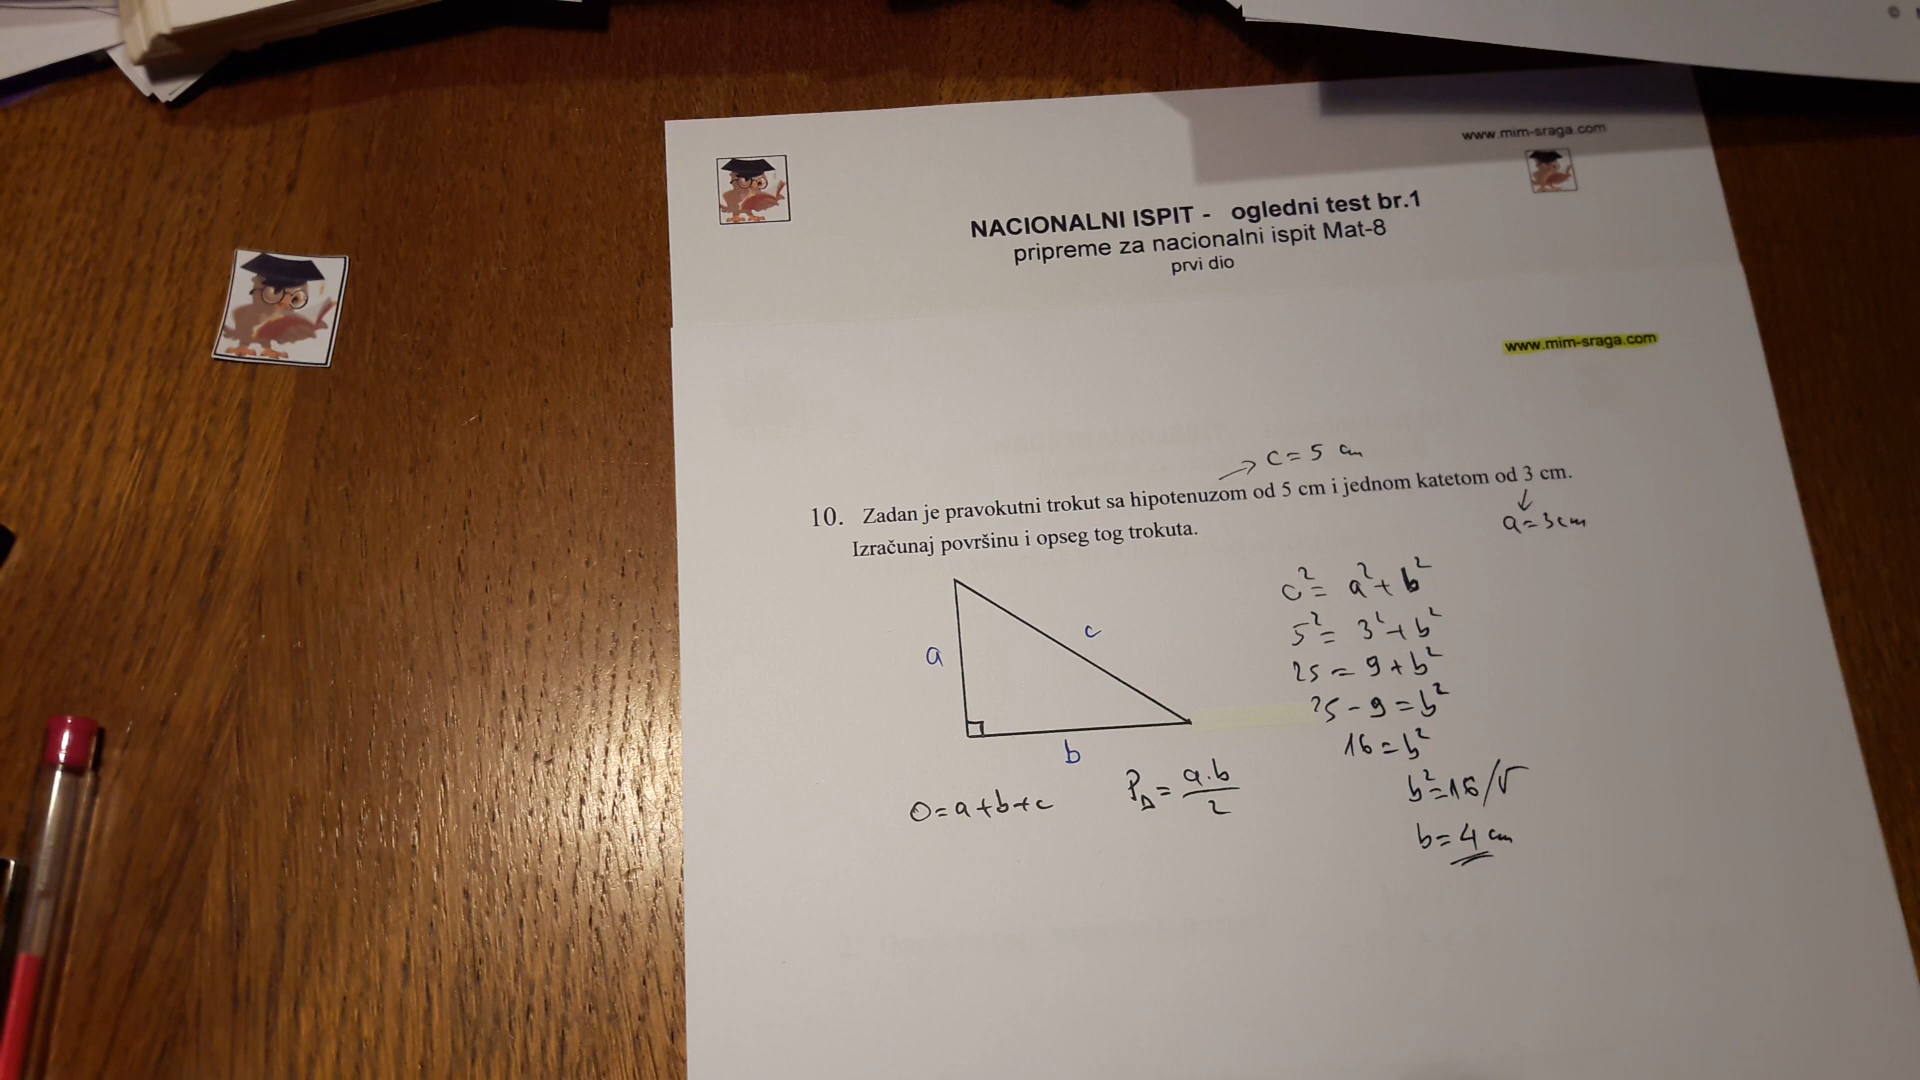 www.mim-sraga.com
NACIONALNI ISPIT - ogledni test br.1
pripreme za nacionalni ispit Mat-8
prvi dio
www.mim-sraga.com
→ c = 5 cm
10. Zadan je pravokutni trokut sa hipotenuzom od 5 cm i jednom katetom od 3 cm.
↓
a = 3 cm
Izračunaj površinu i opseg tog trokuta.
c² = a² + b²
5² = 3² + b²
c
a
25 = 9 + b²
25 - 9 = b²
16 = b²
b
b² = 16 /√
O = a + b + c
P△ = a·b / 2
b = 4 cm
©